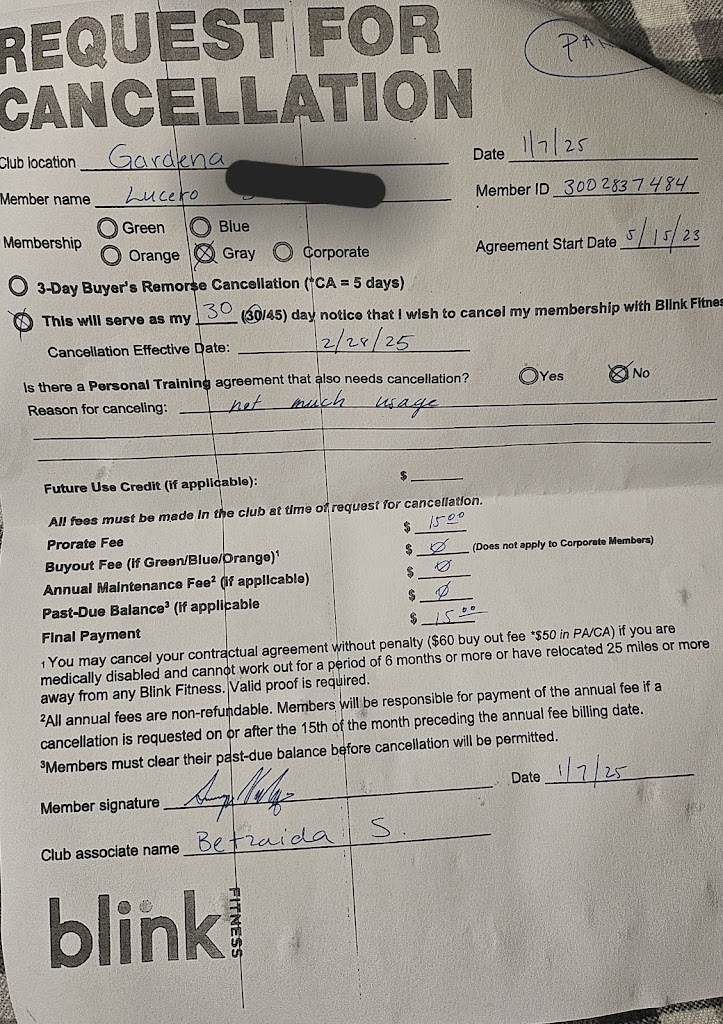 REQUEST FOR
CANCELLATION
PA
Club location Gardena Date 1/7/25
Member name Lucero Member ID 3002837484
Membership Green Blue
Orange Gray Corporate
Agreement Start Date 5/15/23
3-Day Buyer's Remorse Cancellation (*CA = 5 days)
This will serve as my 30 (30/45) day notice that I wish to cancel my membership with Blink Fitnes
Cancellation Effective Date: 2/28/25
Is there a Personal Training agreement that also needs cancellation? Yes No
Reason for canceling: not much usage
Future Use Credit (if applicable): $
All fees must be made in the club at time of request for cancellation.
Prorate Fee $ 15.00
Buyout Fee (if Green/Blue/Orange)¹ $ Ø (Does not apply to Corporate Members)
Annual Maintenance Fee² (if applicable) $ Ø
Past-Due Balance³ (if applicable $ Ø
Final Payment $ 15.00
1 You may cancel your contractual agreement without penalty ($60 buy out fee *$50 in PA/CA) if you are
medically disabled and cannot work out for a period of 6 months or more or have relocated 25 miles or more
away from any Blink Fitness. Valid proof is required.
²All annual fees are non-refundable. Members will be responsible for payment of the annual fee if a
cancellation is requested on or after the 15th of the month preceding the annual fee billing date.
³Members must clear their past-due balance before cancellation will be permitted.
Member signature Date 1/7/25
Club associate name Betzaida S.
blink FITNESS